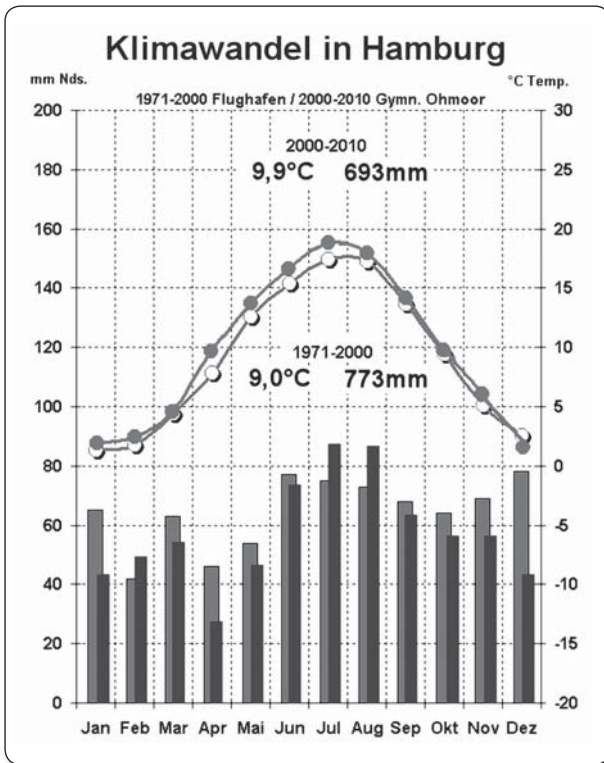 Klimawandel in Hamburg
mm Nds. °C Temp.
1971-2000 Flughafen / 2000-2010 Gymn. Ohmoor
200 30
2000-2010
9,9°C 693mm
180 25
160 20
140 15
120 10
1971-2000
9,0°C 773mm
100 5
80 0
60 -5
40 -10
20 -15
0 -20
Jan Feb Mar Apr Mai Jun Jul Aug Sep Okt Nov Dez